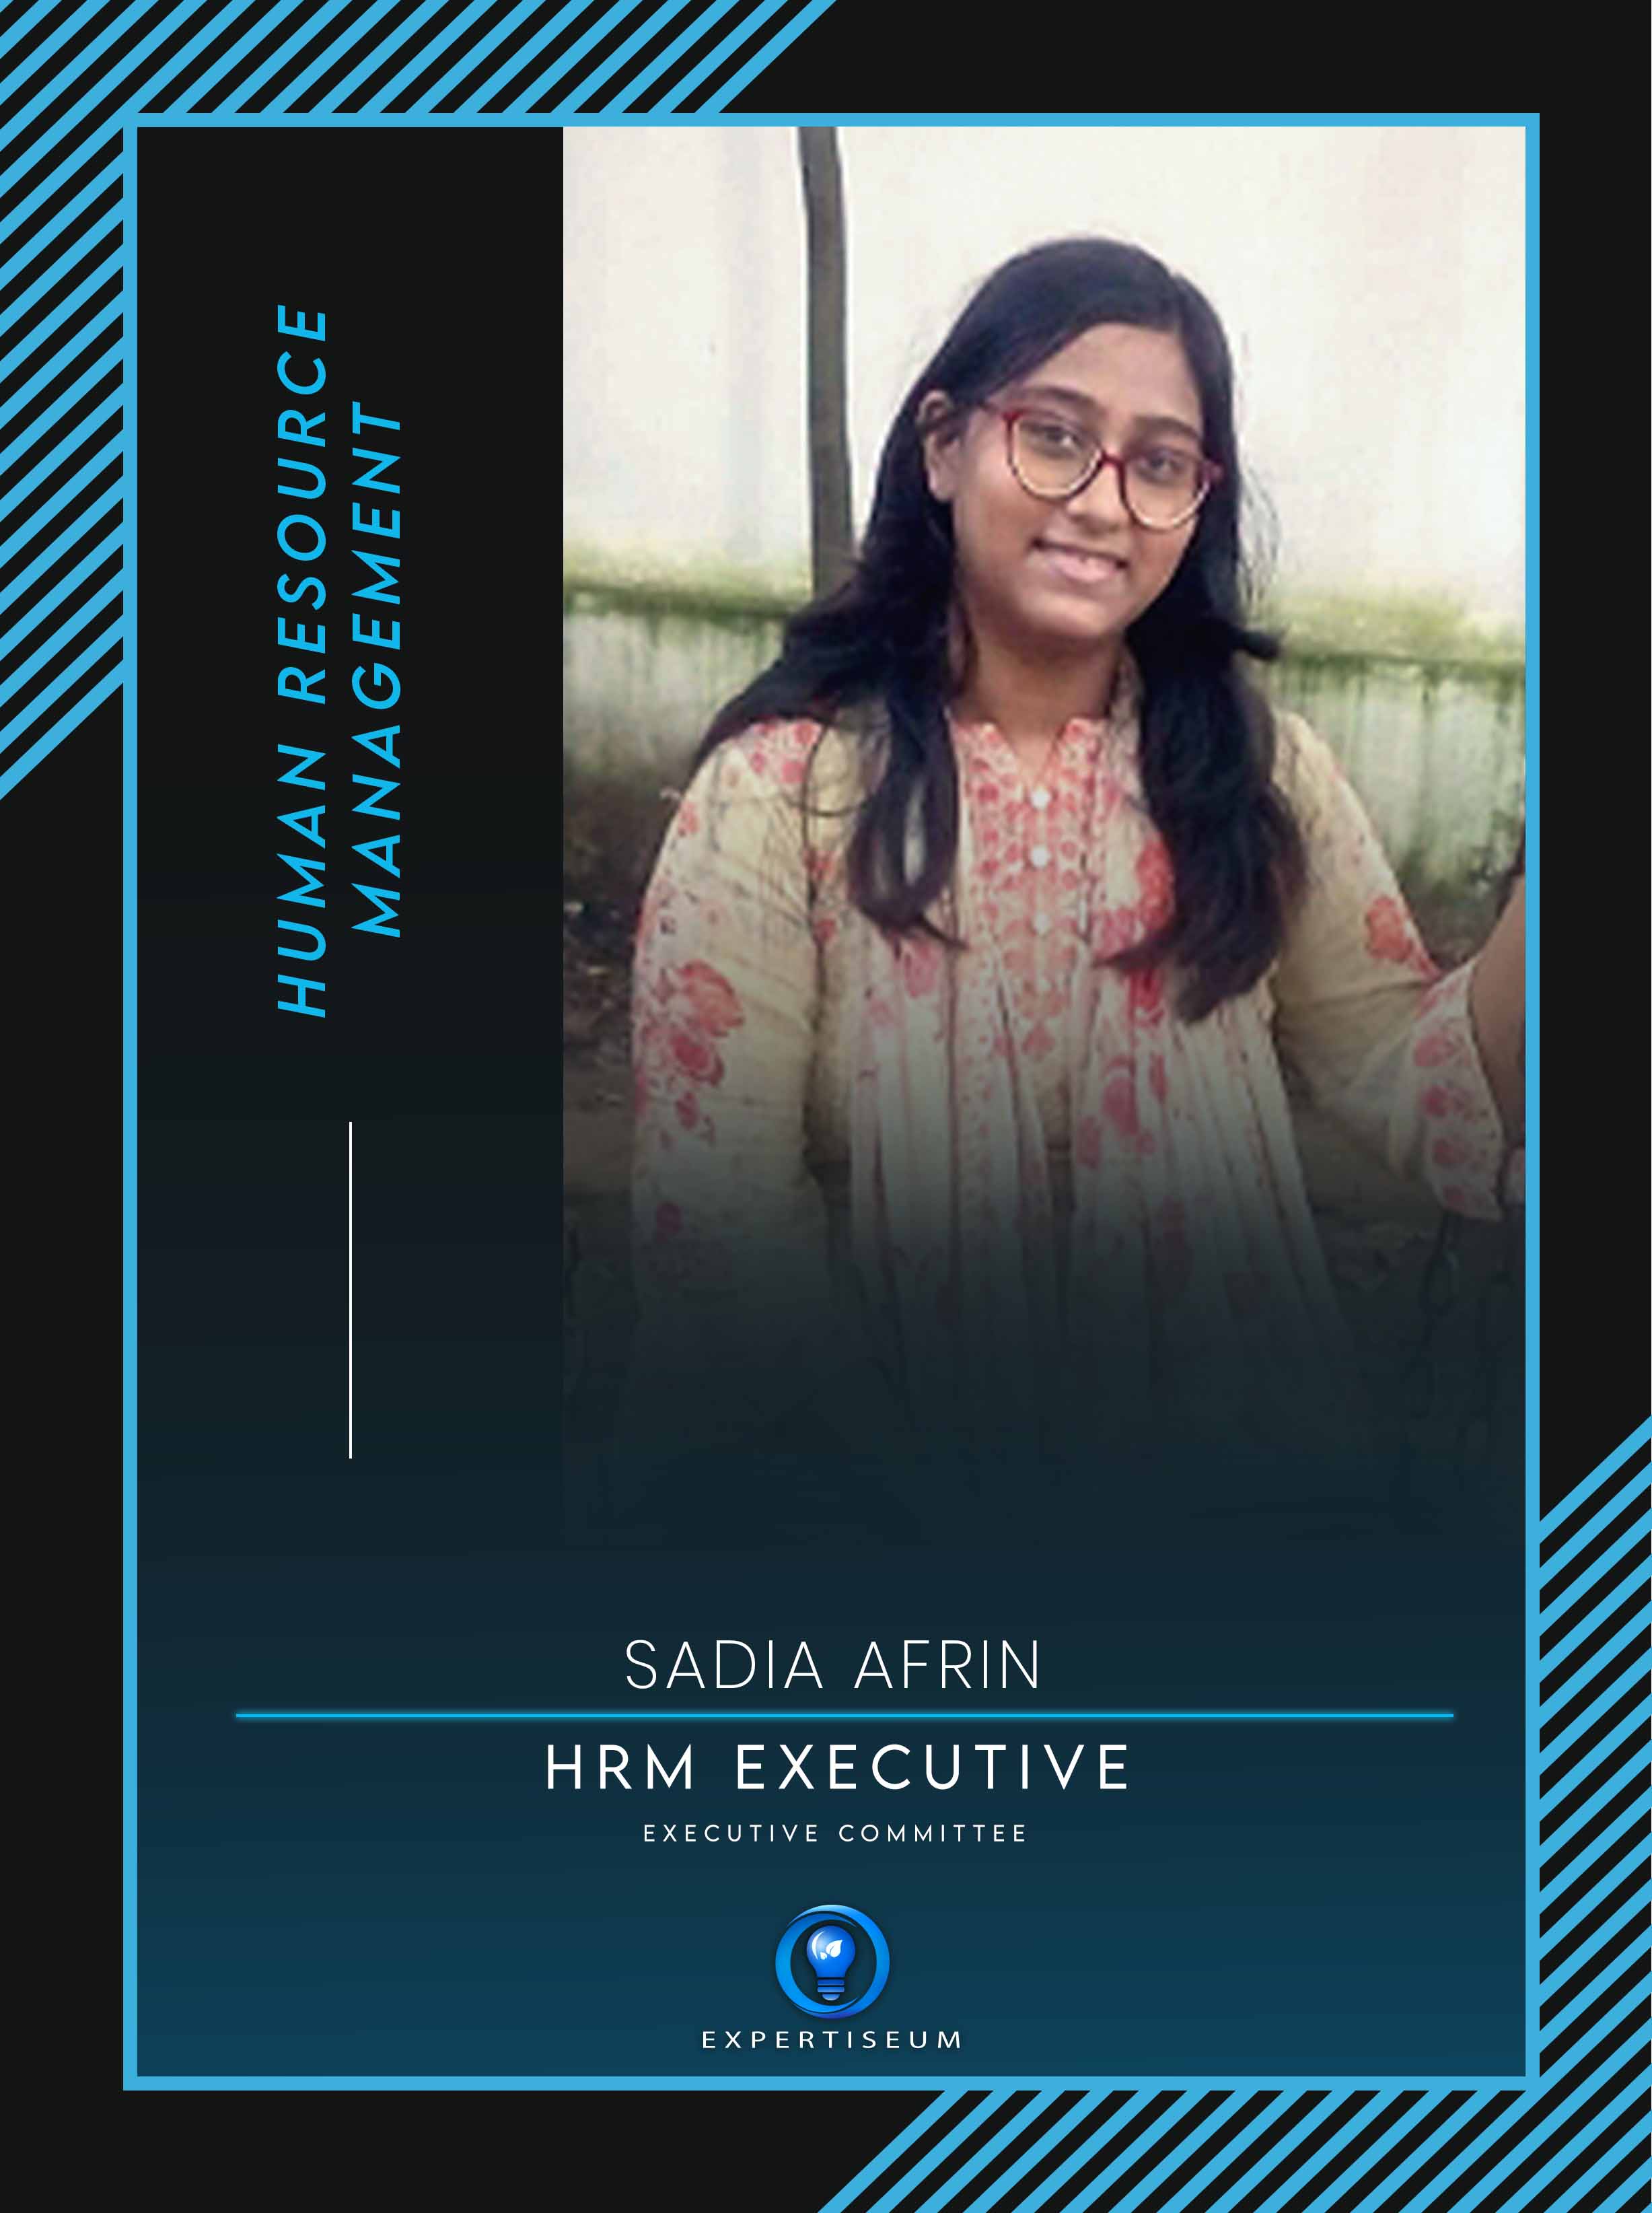 HUMAN RESOURCE
MANAGEMENT
SADIA AFRIN
HRM EXECUTIVE
EXECUTIVE COMMITTEE
EXPERTISEUM